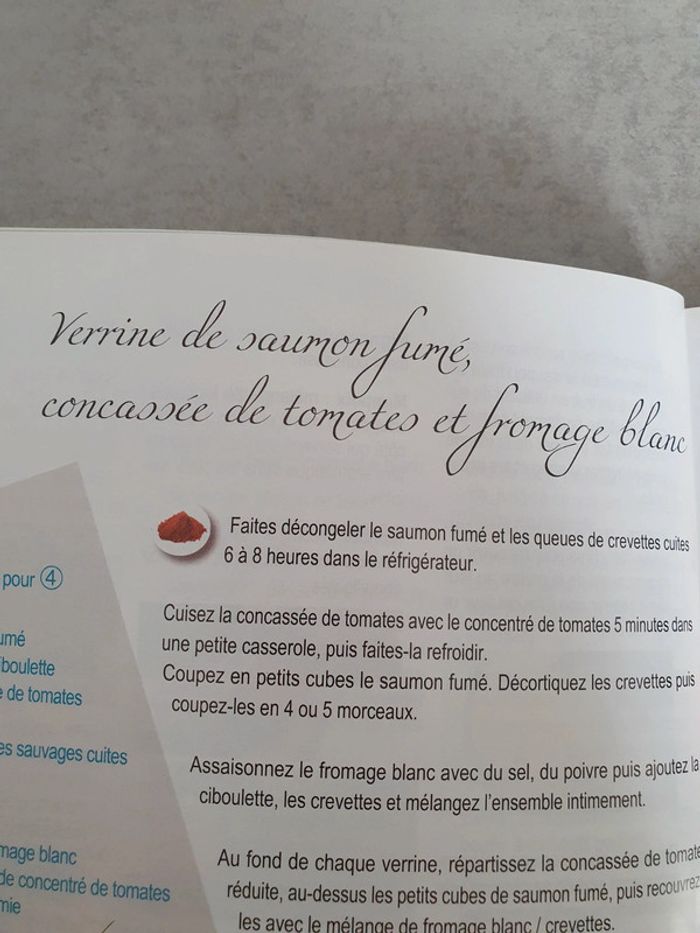 Verrine de saumon fumé,
concassée de tomates et fromage blanc
Faites décongeler le saumon fumé et les queues de crevettes cuites
6 à 8 heures dans le réfrigérateur.
pour 4
Cuisez la concassée de tomates avec le concentré de tomates 5 minutes dans
une petite casserole, puis faites-la refroidir.
Coupez en petits cubes le saumon fumé. Décortiquez les crevettes puis
coupez-les en 4 ou 5 morceaux.
umé
iboulette
de tomates
es sauvages cuites
Assaisonnez le fromage blanc avec du sel, du poivre puis ajoutez la
ciboulette, les crevettes et mélangez l'ensemble intimement.
mage blanc
de concentré de tomates
mie
Au fond de chaque verrine, répartissez la concassée de tomate
réduite, au-dessus les petits cubes de saumon fumé, puis recouvrez
les avec le mélange de fromage blanc / crevettes.